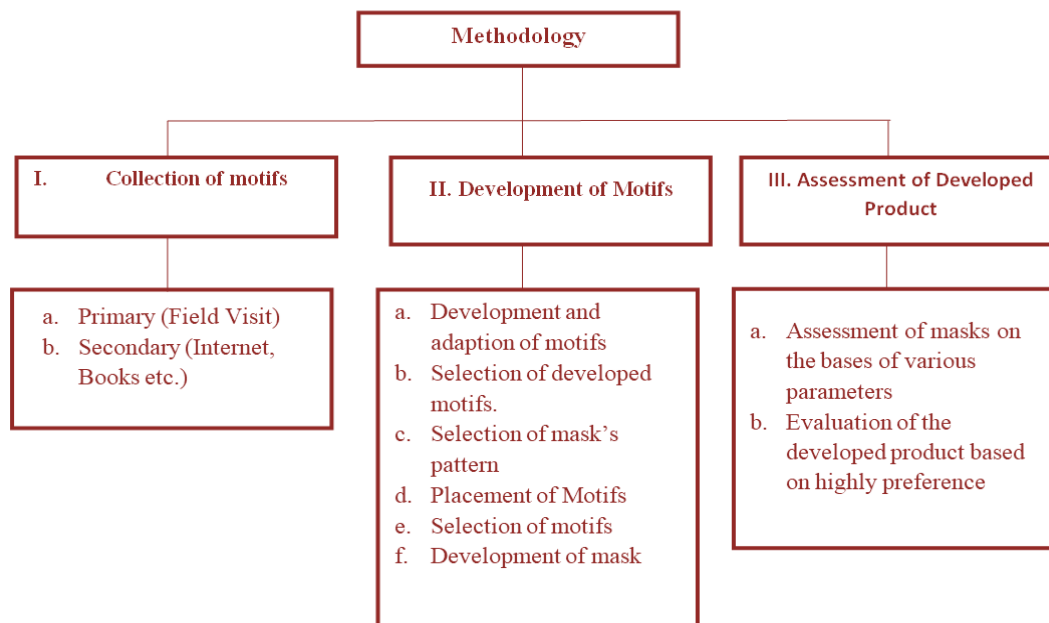 Methodology
I. Collection of motifs
II. Development of Motifs
III. Assessment of Developed
Product
a. Primary (Field Visit)
b. Secondary (Internet,
Books etc.)
a. Development and
adaption of motifs
b. Selection of developed
motifs.
c. Selection of mask’s
pattern
d. Placement of Motifs
e. Selection of motifs
f. Development of mask
a. Assessment of masks on
the bases of various
parameters
b. Evaluation of the
developed product based
on highly preference